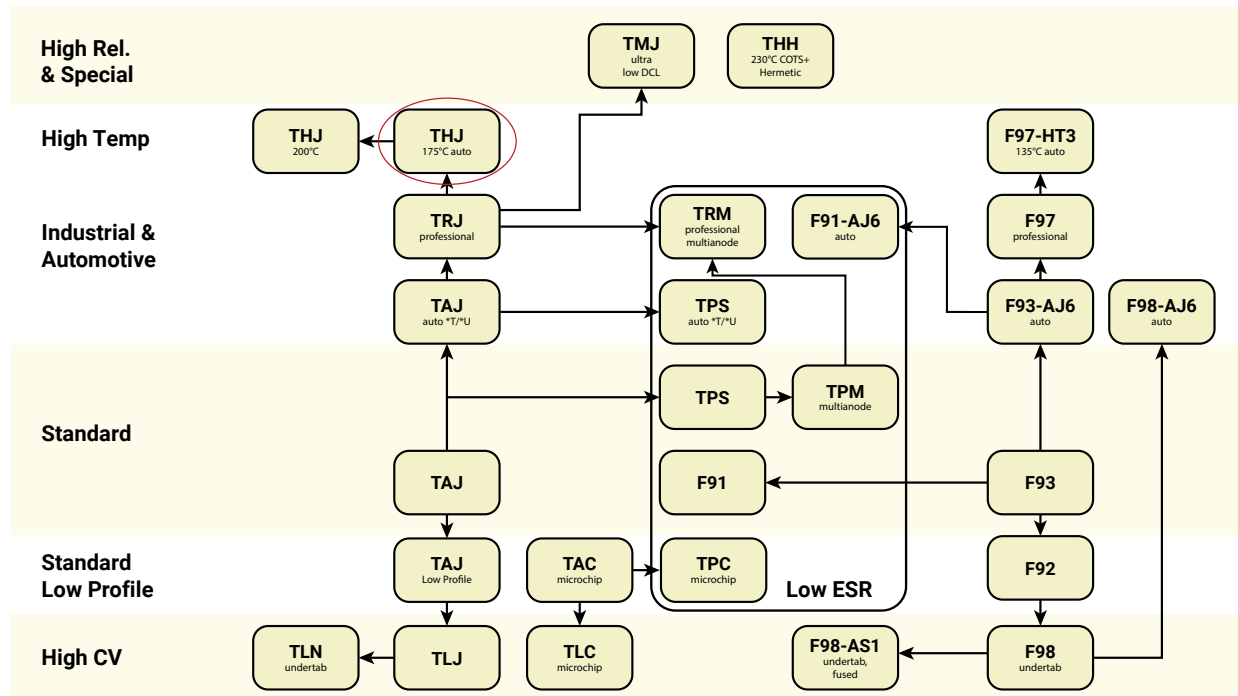 High Rel.
& Special
TMJ
ultra
low DCL
THH
230°C COTS+
Hermetic
High Temp
THJ
200°C
THJ
175°C auto
F97-HT3
135°C auto
Industrial &
Automotive
TRJ
professional
TRM
professional
multianode
F91-AJ6
auto
F97
professional
TAJ
auto *T/*U
TPS
auto *T/*U
F93-AJ6
auto
F98-AJ6
auto
Standard
TPS
TPM
multianode
TAJ
F91
F93
Standard
Low Profile
TAJ
Low Profile
TAC
microchip
TPC
microchip
Low ESR
F92
High CV
TLN
undertab
TLJ
TLC
microchip
F98-AS1
undertab,
fused
F98
undertab